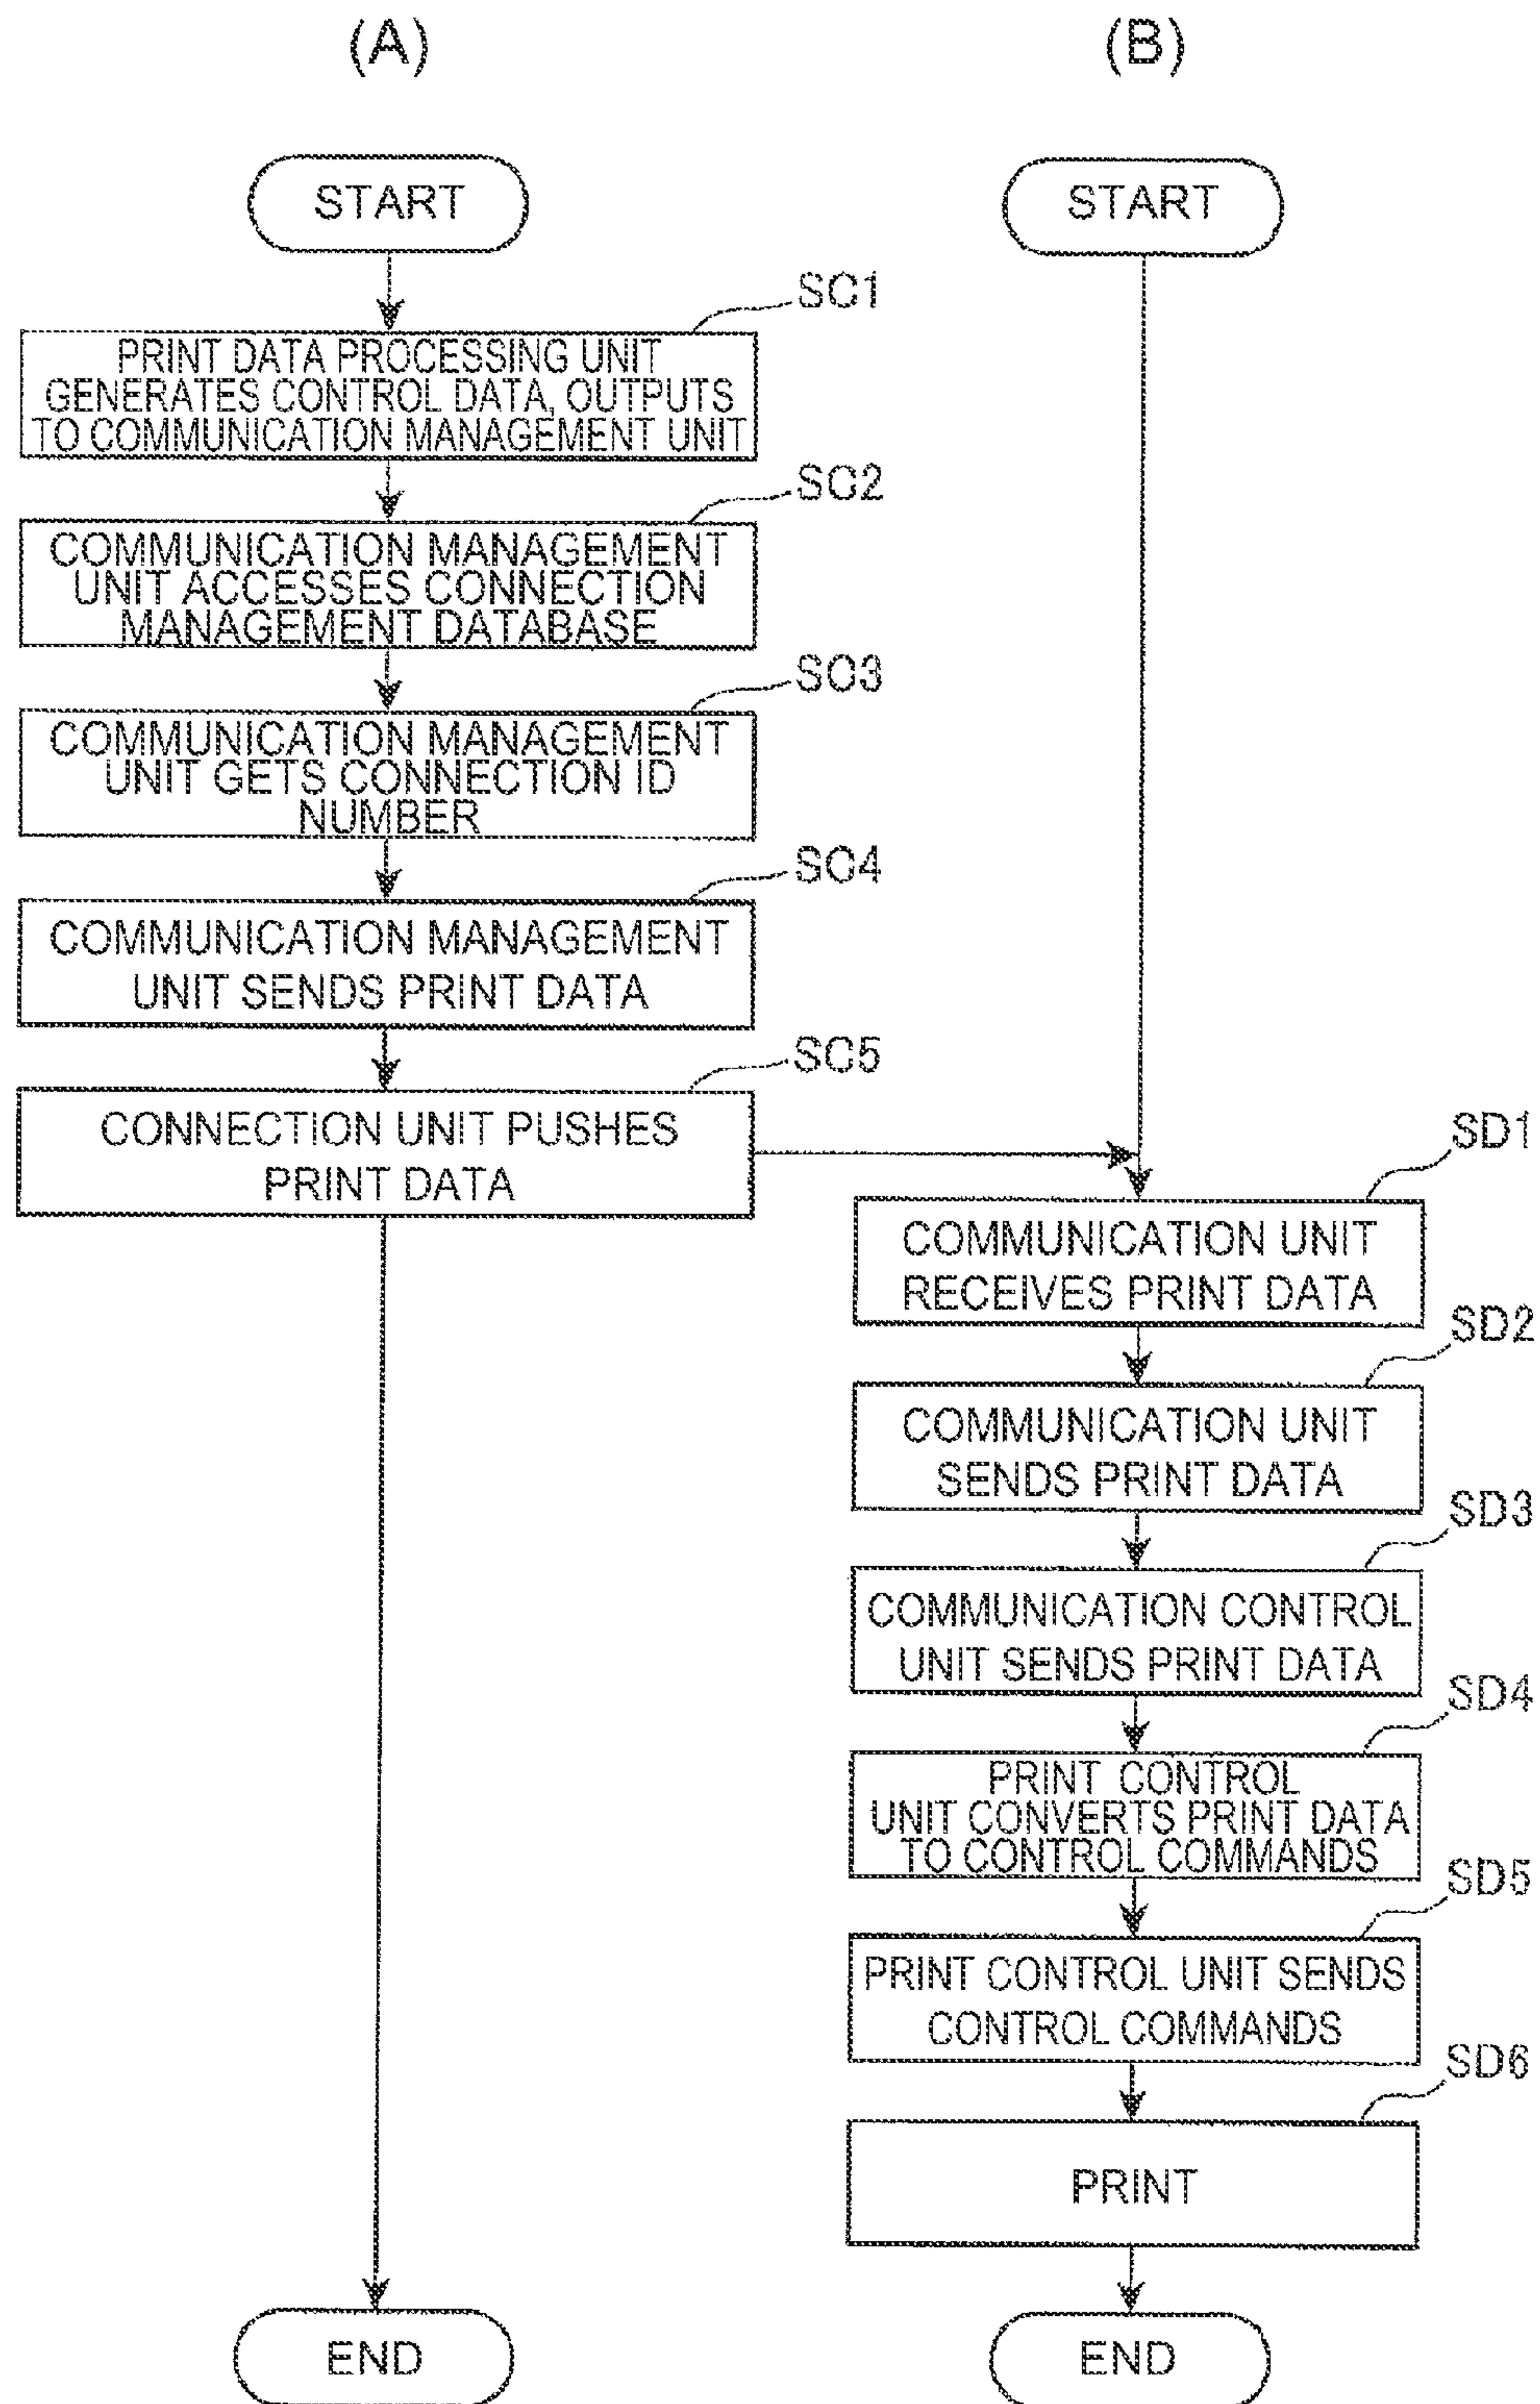 (A)
START
SC1
PRINT DATA PROCESSING UNIT
GENERATES CONTROL DATA, OUTPUTS
TO COMMUNICATION MANAGEMENT UNIT
SC2
COMMUNICATION MANAGEMENT
UNIT ACCESSES CONNECTION
MANAGEMENT DATABASE
SC3
COMMUNICATION MANAGEMENT
UNIT GETS CONNECTION ID
NUMBER
SC4
COMMUNICATION MANAGEMENT
UNIT SENDS PRINT DATA
SC5
CONNECTION UNIT PUSHES
PRINT DATA
END
(B)
START
SD1
COMMUNICATION UNIT
RECEIVES PRINT DATA
SD2
COMMUNICATION UNIT
SENDS PRINT DATA
SD3
COMMUNICATION CONTROL
UNIT SENDS PRINT DATA
SD4
PRINT CONTROL
UNIT CONVERTS PRINT DATA
TO CONTROL COMMANDS
SD5
PRINT CONTROL UNIT SENDS
CONTROL COMMANDS
SD6
PRINT
END